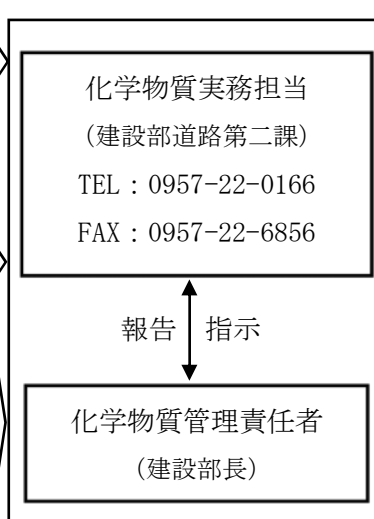 化学物質実務担当
（建設部道路第二課）
TEL：0957-22-0166
FAX：0957-22-6856
報告 指示
化学物質管理責任者
（建設部長）